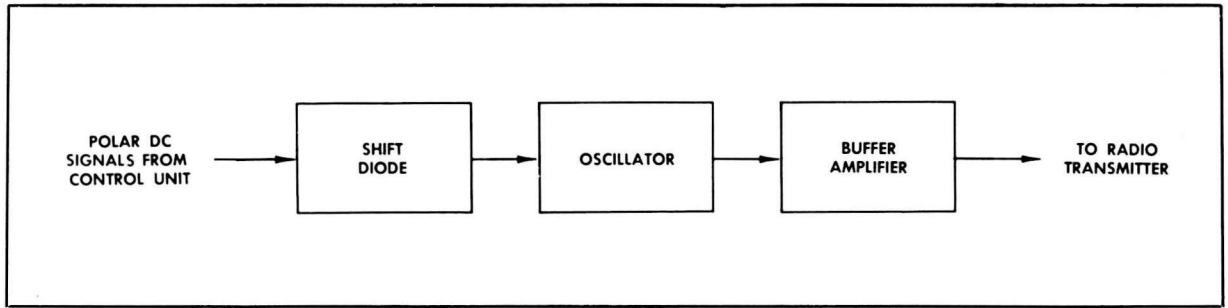 POLAR DC
SIGNALS FROM
CONTROL UNIT
SHIFT
DIODE
OSCILLATOR
BUFFER
AMPLIFIER
TO RADIO
TRANSMITTER